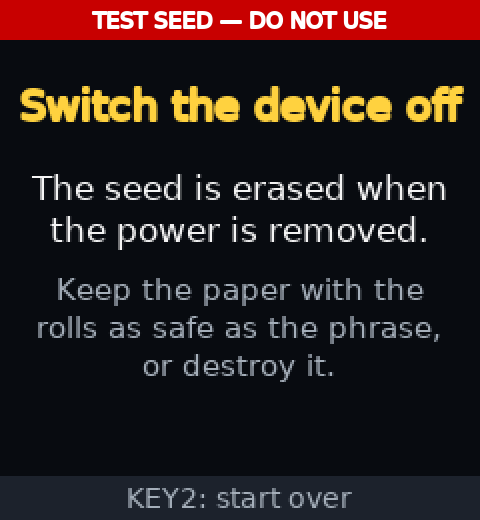 TEST SEED — DO NOT USE
Switch the device off
The seed is erased when
the power is removed.
Keep the paper with the
rolls as safe as the phrase,
or destroy it.
KEY2: start over